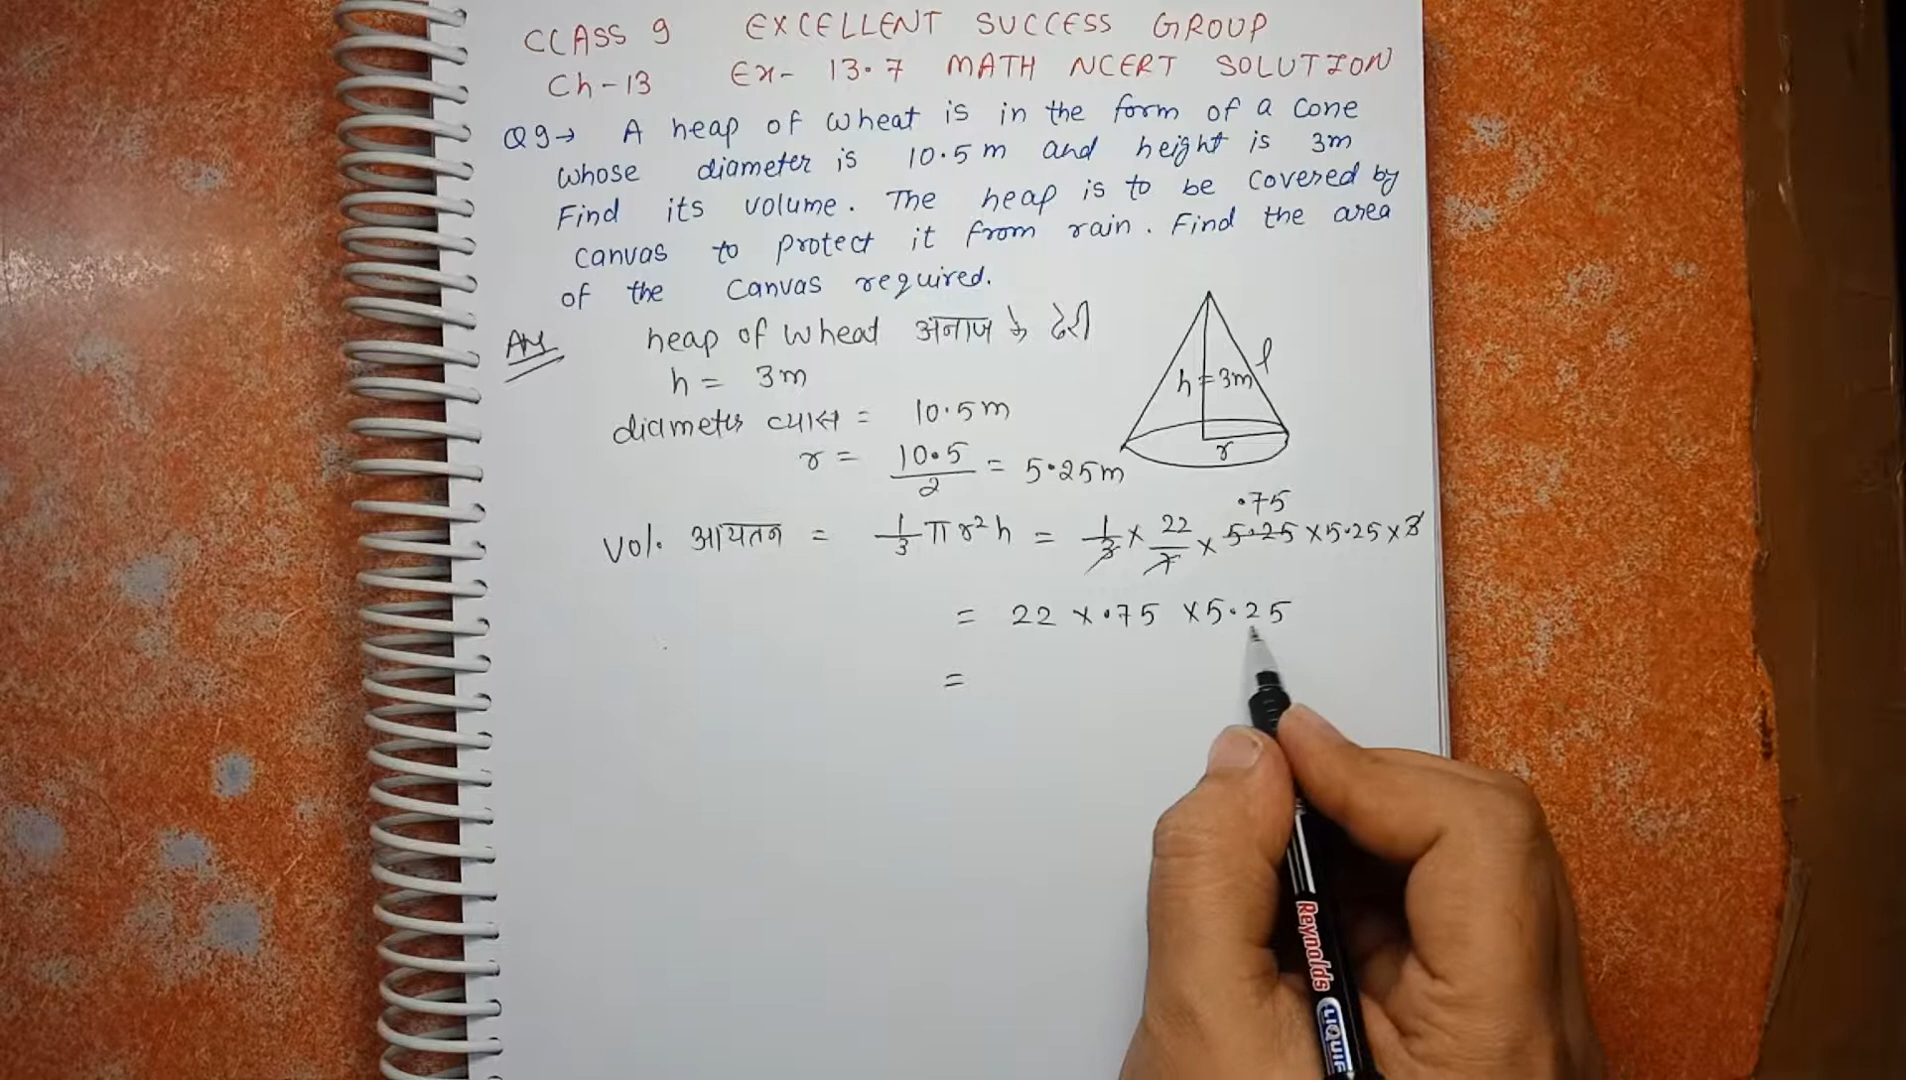 CLASS 9 EXCELLENT SUCCESS GROUP
Ch-13 Ex- 13.7 MATH NCERT SOLUTION
Q9→ A heap of wheat is in the form of a cone
whose diameter is 10.5m and height is 3m
Find its volume. The heap is to be covered by
canvas to protect it from rain. Find the area
of the canvas required.
Ans heap of wheat अनाज के ढेरी
h = 3m
diameter व्यास = 10.5m
r = 10.5/2 = 5.25m
h = 3m l
r
.75
Vol. आयतन = 1/3 π r² h = 1/3 × 22/7 × 5.25 × 5.25 × 3
= 22 × .75 × 5.25
=
Reynolds
LIQUI